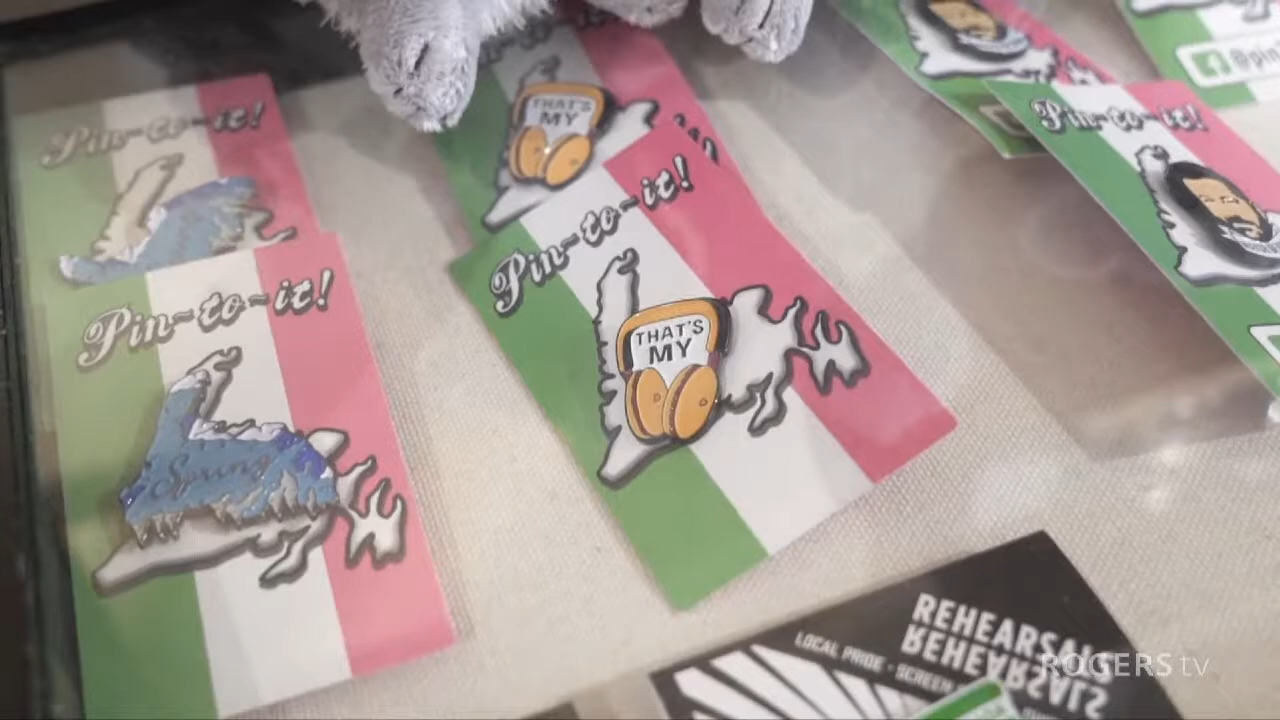 Pin-to-it!
Pin-to-it!
Spring
THAT'S
MY
Pin-to-it!
THAT'S
MY
Pin-to-it!
REHEARSALS
REHEARSALS
LOCAL PRIDE - SCREEN
ROGERS tv